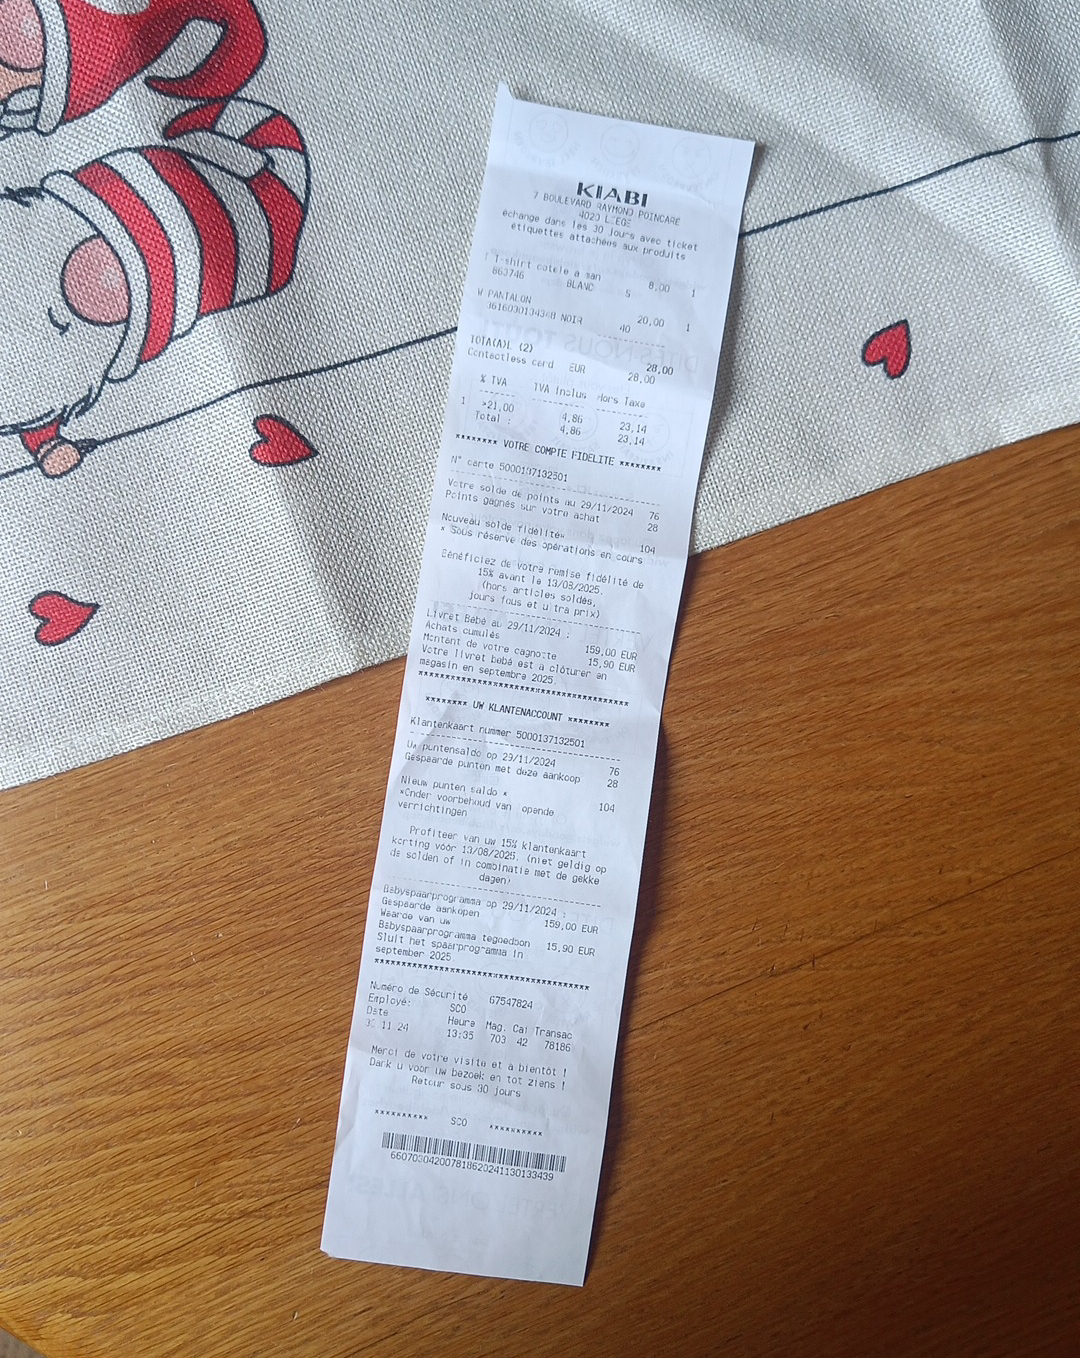 KIABI
7 BOULEVARD RAYMOND POINCARE
4020 LIEGE
échange dans les 30 jours avec ticket
étiquettes attachées aux produits
T T-shirt cotele a man 8,00 1
863746 BLANC S
W PANTALON 20,00 1
3616030134348 NOIR 40
TOTA(A)L (2) 28,00
Contactless card EUR 28,00
% TVA TVA Inclus Hors Taxe
1 >21,00 4,86 23,14
Total : 4,86 23,14
******** VOTRE COMPTE FIDELITE ********
N° carte 5000137132501
Votre solde de points au 29/11/2024 76
Points gagnés sur votre achat 28
Nouveau solde fidélité* 104
* Sous réserve des opérations en cours
Bénéficiez de votre remise fidélité de
15% avant le 13/08/2025.
(hors articles soldés,
jours fous et ultra prix)
Livret Bébé au 29/11/2024 :
Achats cumulés 159,00 EUR
Montant de votre cagnotte 15,90 EUR
Votre livret bébé est à clôturer en
magasin en septembre 2025.
******** UW KLANTENACCOUNT ********
Klantenkaart nummer 5000137132501
Uw puntensaldo op 29/11/2024 76
Gespaarde punten met deze aankoop 28
Nieuw punten saldo * 104
*Onder voorbehoud van opende
verrichtingen
Profiteer van uw 15% klantenkaart
korting vóór 13/08/2025. (niet geldig op
de solden of in combinatie met de gekke
dagen)
Babyspaarprogramma op 29/11/2024 :
Gespaarde aankopen 159,00 EUR
Waarde van uw
Babyspaarprogramma tegoedbon 15,90 EUR
Sluit het spaarprogramma in
september 2025.
Numéro de Sécurité 67547824
Employé: SCO
Date Heure Mag. Cai Transac
30 11 24 13:35 703 42 78186
Merci de votre visite et à bientôt !
Dank u voor uw bezoek en tot ziens !
Retour sous 30 jours
********** SCO **********
660703042007818620241130133439